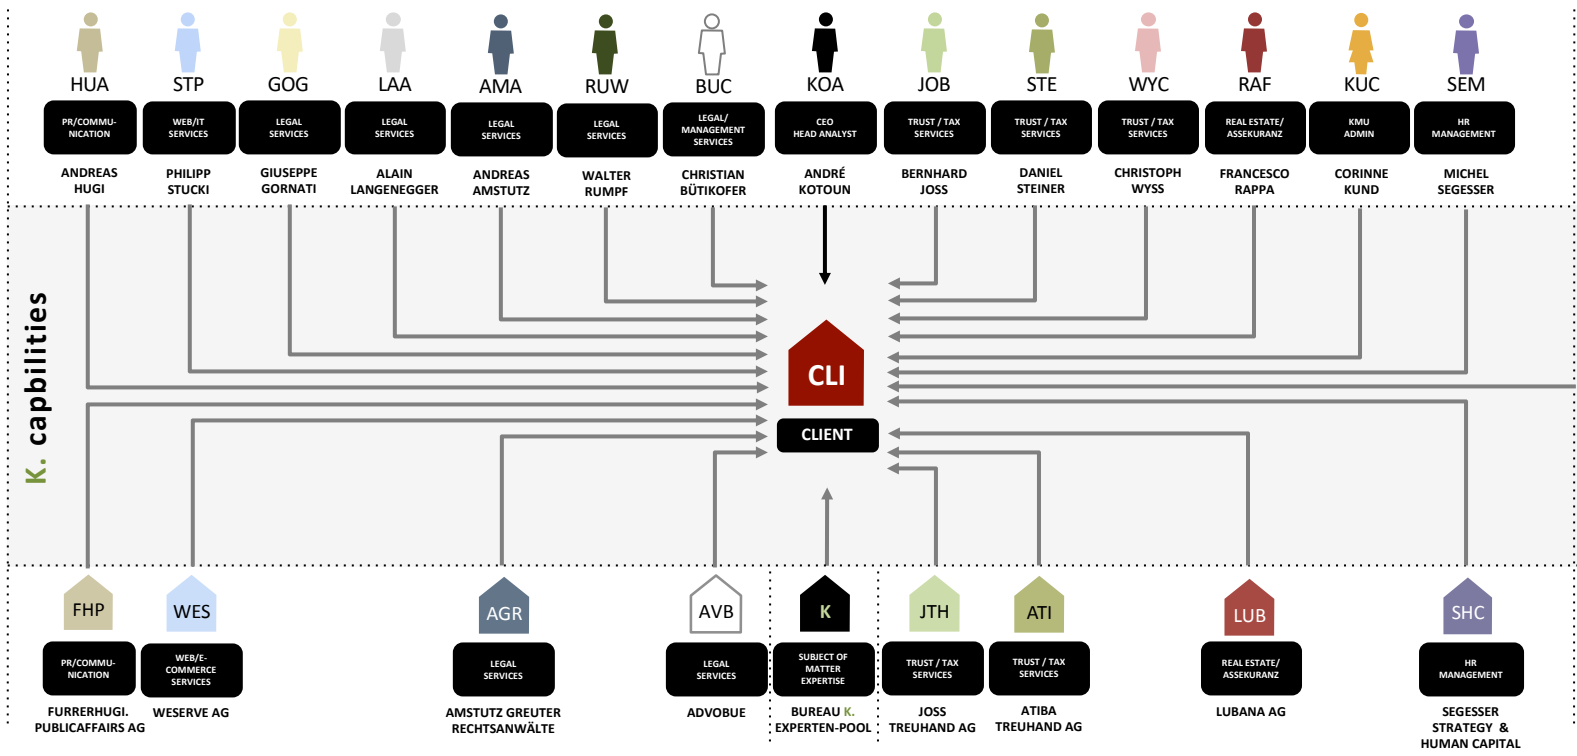 HUA STP GOG LAA AMA RUW BUC KOA JOB STE WYC RAF KUC SEM
PR/COMMU-
NICATION
WEB/IT
SERVICES
LEGAL
SERVICES
LEGAL
SERVICES
LEGAL
SERVICES
LEGAL
SERVICES
LEGAL/
MANAGEMENT
SERVICES
CEO
HEAD ANALYST
TRUST / TAX
SERVICES
TRUST / TAX
SERVICES
TRUST / TAX
SERVICES
REAL ESTATE/
ASSEKURANZ
KMU
ADMIN
HR
MANAGEMENT
ANDREAS
HUGI
PHILIPP
STUCKI
GIUSEPPE
GORNATI
ALAIN
LANGENEGGER
ANDREAS
AMSTUTZ
WALTER
RUMPF
CHRISTIAN
BÜTIKOFER
ANDRÉ
KOTOUN
BERNHARD
JOSS
DANIEL
STEINER
CHRISTOPH
WYSS
FRANCESCO
RAPPA
CORINNE
KUND
MICHEL
SEGESSER
K. capbilities
CLI
CLIENT
FHP WES AGR AVB K JTH ATI LUB SHC
PR/COMMU-
NICATION
WEB/E-
COMMERCE
SERVICES
LEGAL
SERVICES
LEGAL
SERVICES
SUBJECT OF
MATTER
EXPERTISE
TRUST / TAX
SERVICES
TRUST / TAX
SERVICES
REAL ESTATE/
ASSEKURANZ
HR
MANAGEMENT
FURRERHUGI.
PUBLICAFFAIRS AG
WESERVE AG
AMSTUTZ GREUTER
RECHTSANWÄLTE
ADVOBUE
BUREAU K.
EXPERTEN-POOL
JOSS
TREUHAND AG
ATIBA
TREUHAND AG
LUBANA AG
SEGESSER
STRATEGY &
HUMAN CAPITAL